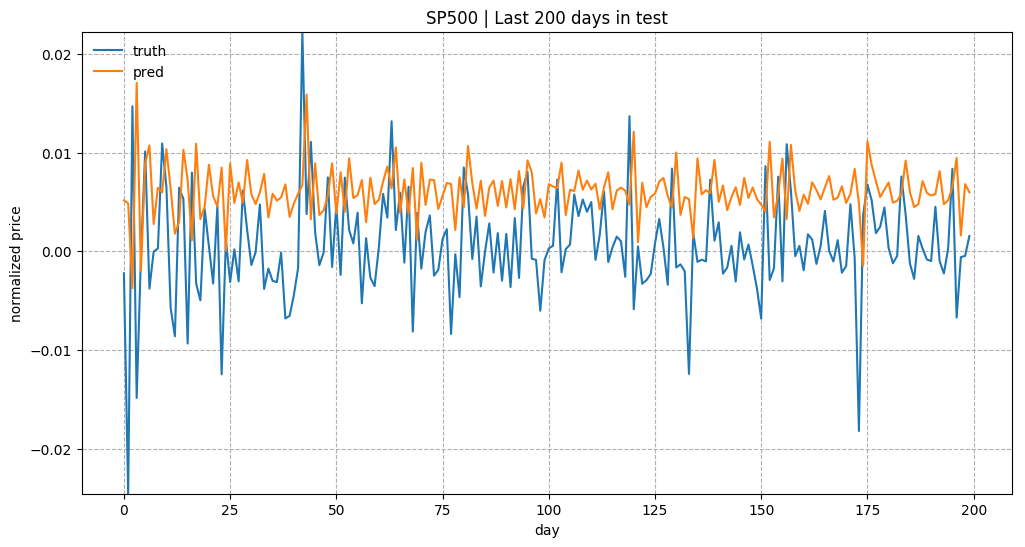 SP500 | Last 200 days in test
truth
pred
normalized price
0.02
0.01
0.00
−0.01
−0.02
0 25 50 75 100 125 150 175 200
day